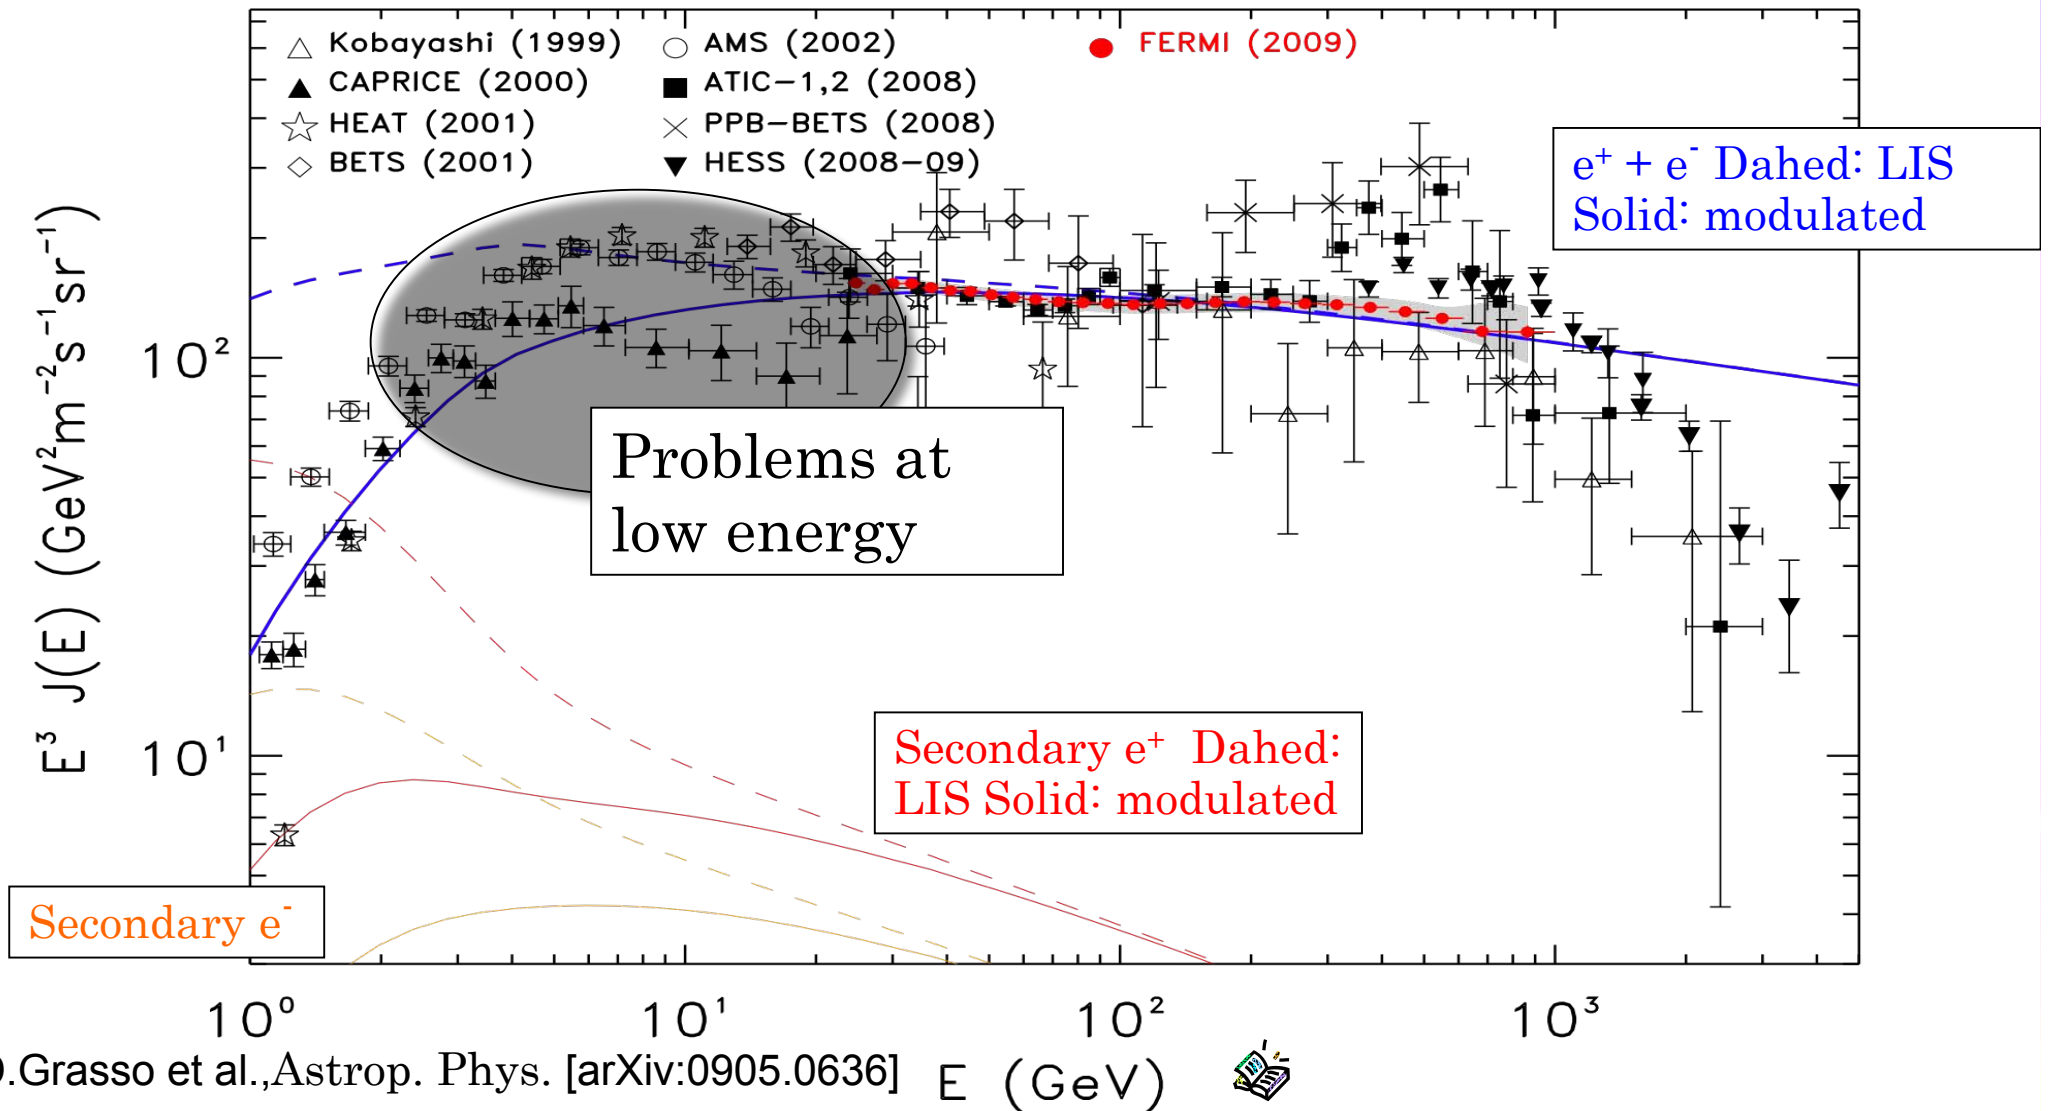 Kobayashi (1999)
CAPRICE (2000)
HEAT (2001)
BETS (2001)
AMS (2002)
ATIC-1,2 (2008)
PPB-BETS (2008)
HESS (2008-09)
FERMI (2009)
e⁺ + e⁻ Dahed: LIS
Solid: modulated
Problems at
low energy
Secondary e⁺ Dahed:
LIS Solid: modulated
Secondary e⁻
E³ J(E) (GeV²m⁻²s⁻¹sr⁻¹)
10²
10¹
10⁰ 10¹ 10² 10³
E (GeV)
.Grasso et al.,Astrop. Phys. [arXiv:0905.0636]